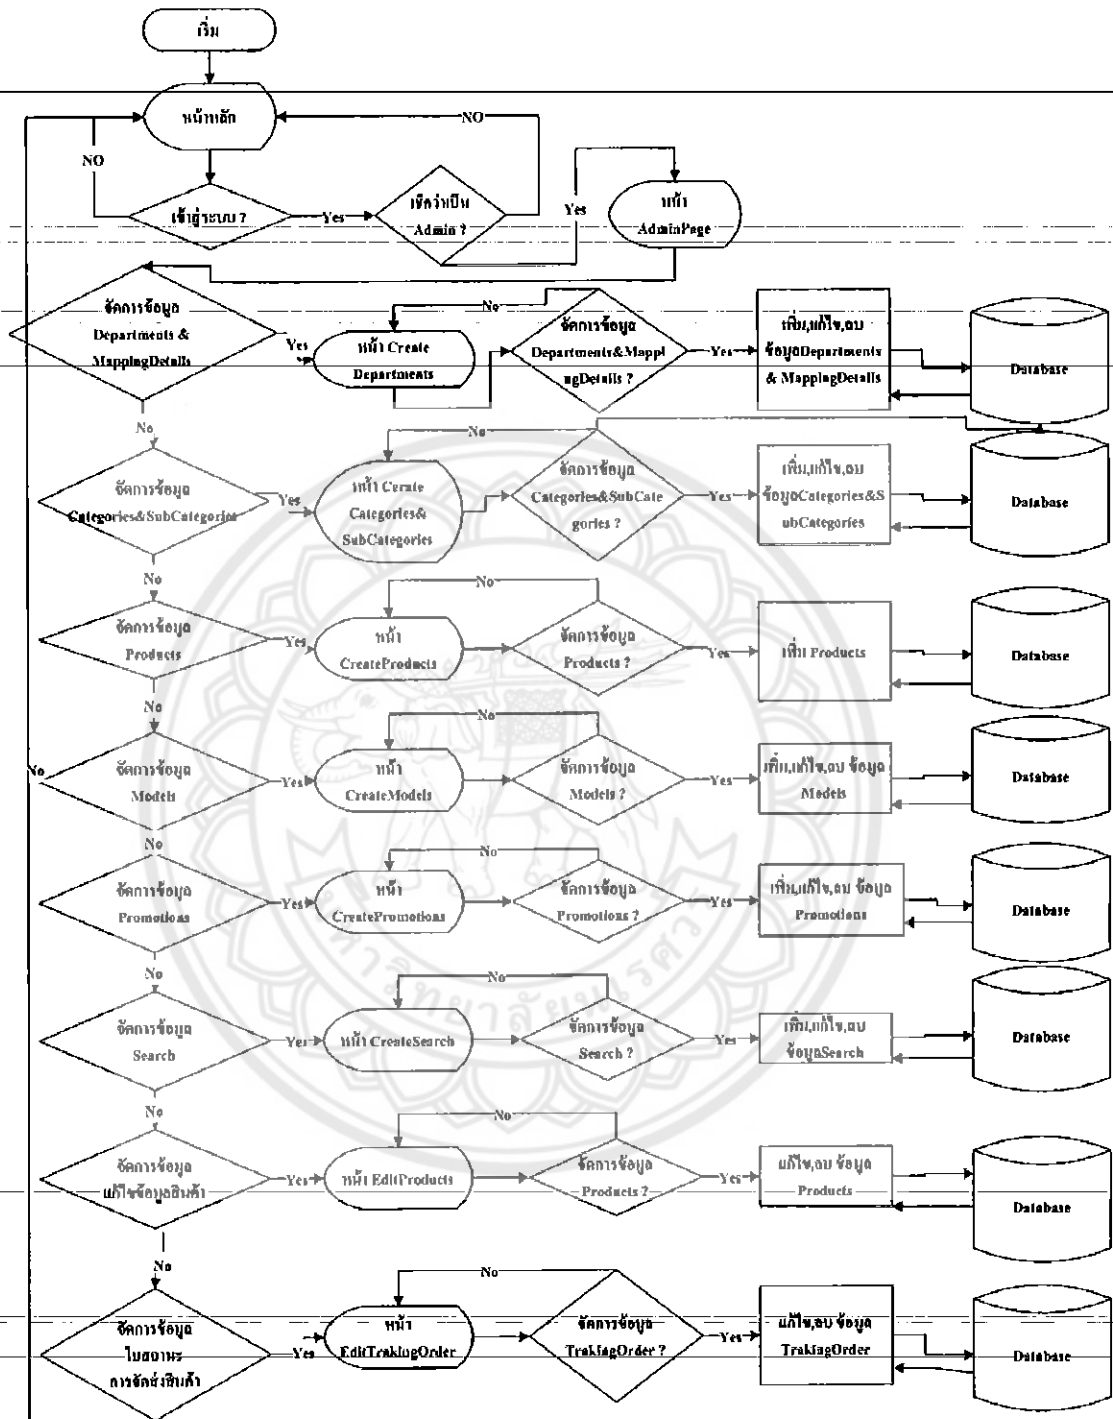 เริ่ม
หน้าหลัก
NO
NO
เข้าสู่ระบบ ?
Yes
เช็คว่าเป็น
Admin ?
Yes
หน้า
AdminPage
จัดการข้อมูล
Departments &
MappingDetails
Yes
หน้า Create
Departments
No
จัดการข้อมูล
Departments&Mappi
ngDetails ?
Yes
เพิ่ม,แก้ไข,ลบ
ข้อมูลDepartments
& MappingDetails
Database
No
จัดการข้อมูล
Categories&SubCategories
Yes
หน้า Cerate
Categories&
SubCategories
No
จัดการข้อมูล
Categories&SubCate
gories ?
Yes
เพิ่ม,แก้ไข,ลบ
ข้อมูลCategories&S
ubCategories
Database
No
จัดการข้อมูล
Products
Yes
หน้า
CreateProducts
No
จัดการข้อมูล
Products ?
Yes
เพิ่ม Products
Database
No
No
จัดการข้อมูล
Models
Yes
หน้า
CreateModels
No
จัดการข้อมูล
Models ?
Yes
เพิ่ม,แก้ไข,ลบ ข้อมูล
Models
Database
No
จัดการข้อมูล
Promotions
Yes
หน้า
CreatePromotions
No
จัดการข้อมูล
Promotions ?
Yes
เพิ่ม,แก้ไข,ลบ ข้อมูล
Promotions
Database
มหาวิทยาลัยนเรศวร
No
จัดการข้อมูล
Search
Yes
หน้า CreateSearch
No
จัดการข้อมูล
Search ?
Yes
เพิ่ม,แก้ไข,ลบ
ข้อมูลSearch
Database
No
จัดการข้อมูล
แก้ไขข้อมูลสินค้า
Yes
หน้า EditProducts
No
จัดการข้อมูล
Products ?
Yes
แก้ไข,ลบ ข้อมูล
Products
Database
No
จัดการข้อมูล
ใบสถานะ
การจัดส่งสินค้า
Yes
หน้า
EditTrakingOrder
No
จัดการข้อมูล
TrakingOrder ?
Yes
แก้ไข,ลบ ข้อมูล
TrakingOrder
Database